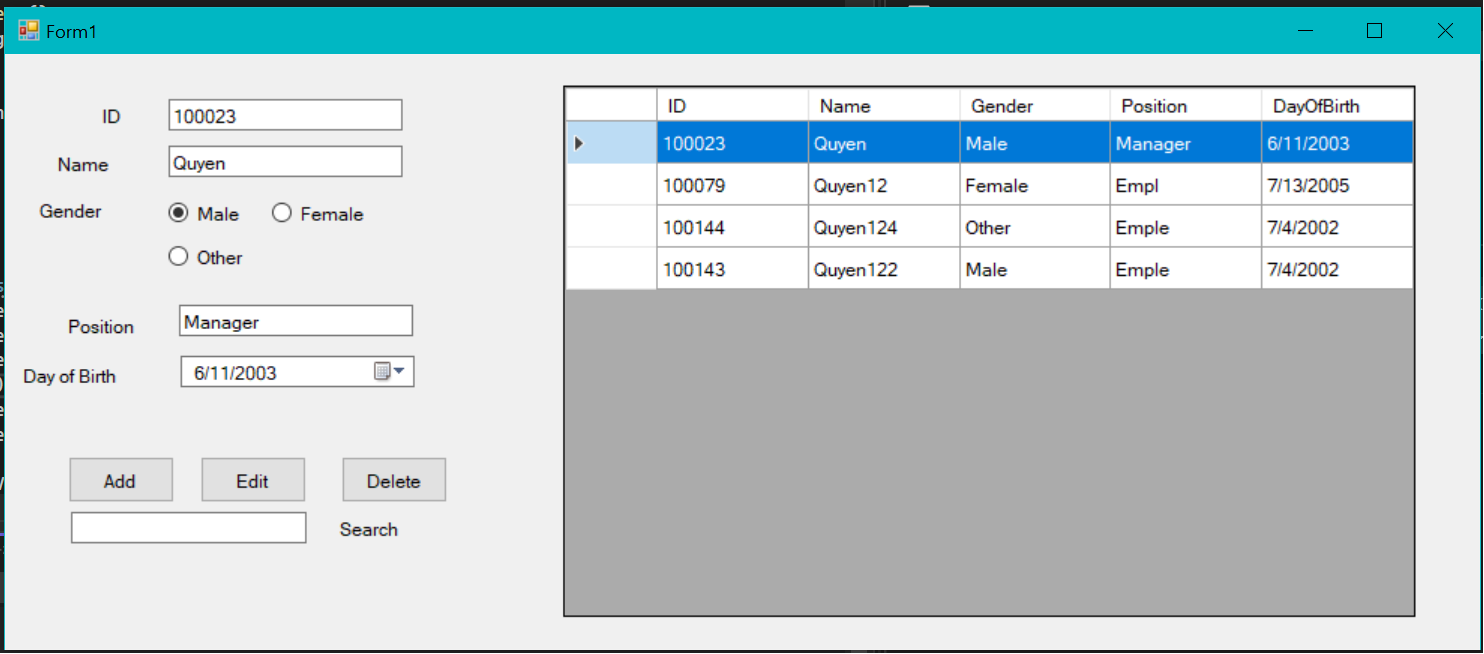 Form1
ID 100023
Name Quyen
Gender Male Female
Other
Position Manager
Day of Birth 6/11/2003
Add Edit Delete
Search
ID Name Gender Position DayOfBirth
100023 Quyen Male Manager 6/11/2003
100079 Quyen12 Female Empl 7/13/2005
100144 Quyen124 Other Emple 7/4/2002
100143 Quyen122 Male Emple 7/4/2002